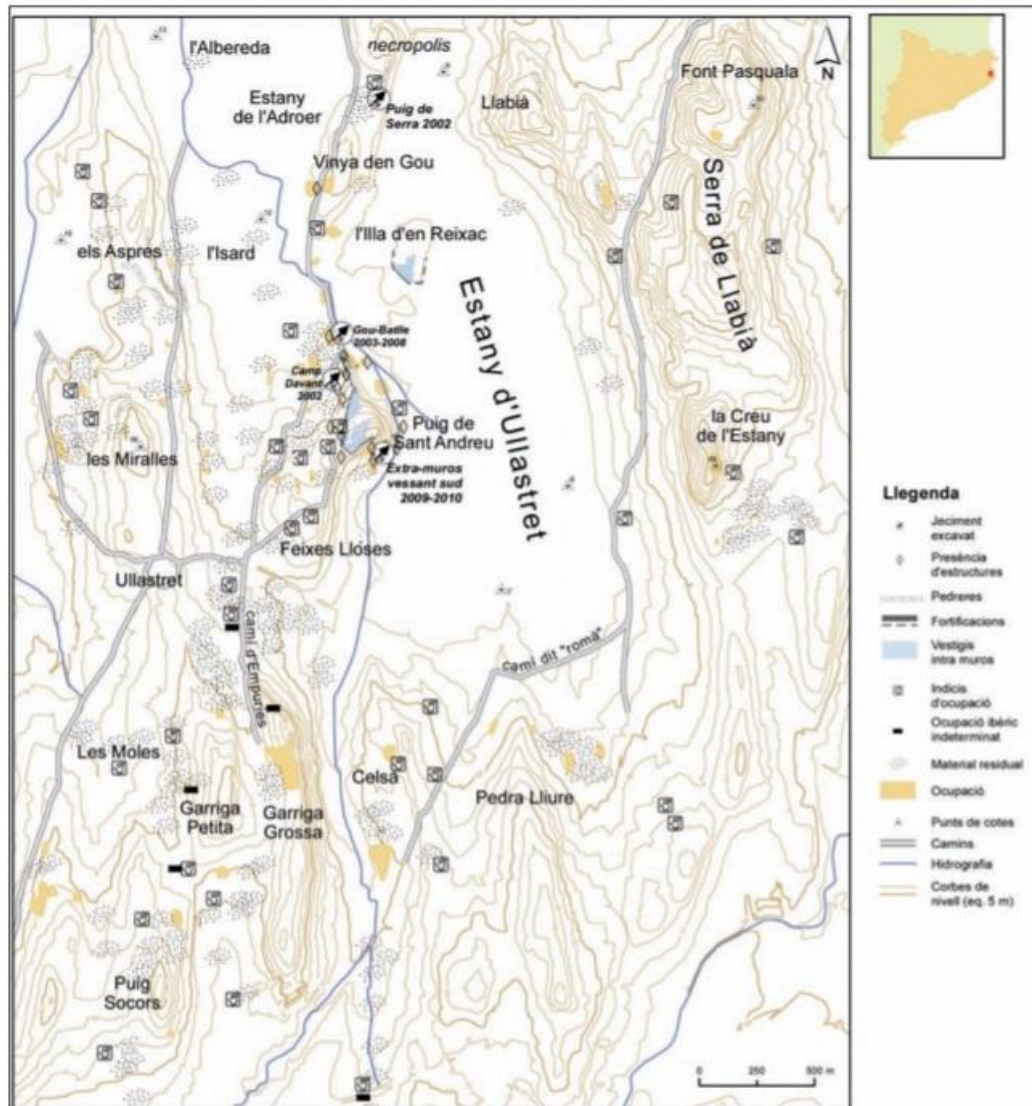 l'Albereda
necropolis
N
Font Pasquala
Estany
de l'Adroer
Puig de
Serra 2002
Llabià
Vinya den Gou
els Aspres
l'Isard
l'Illa d'en Reixac
Serra de Llabià
Estany d'Ullastret
Gou-Batlle
2003-2008
Camp
Davant
2002
Puig de
Sant Andreu
la Creu
de l'Estany
les Miralles
Extra-muros
vessant sud
2009-2010
Feixes Lloses
Ullastret
camí d'Empúries
camí dit "romà"
Les Moles
Celsà
Pedra Lliure
Garriga
Petita
Garriga
Grossa
Puig
Socors
0 250 500 m
Llegenda
Jeciment
excavat
Presència
d'estructures
Pedreres
Fortificacions
Vestigis
intra muros
Indicis
d'ocupació
Ocupació ibèric
indeterminat
Material residual
Ocupació
Punts de cotes
Camins
Hidrografia
Corbes de
nivell (eq. 5 m)